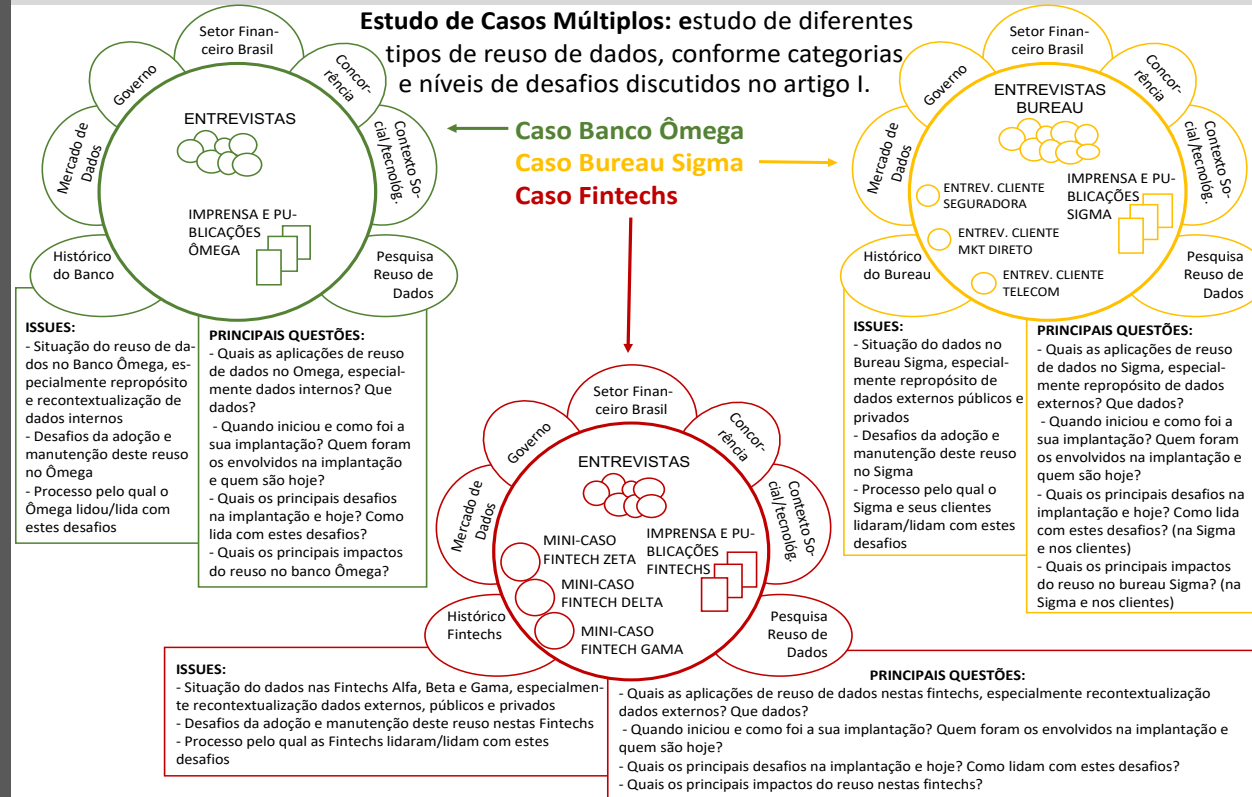 Estudo de Casos Múltiplos: estudo de diferentes
tipos de reuso de dados, conforme categorias
e níveis de desafios discutidos no artigo I.
Caso Banco Ômega
Caso Bureau Sigma
Caso Fintechs
Setor Finan-
ceiro Brasil
Governo
Concor-
rência
Mercado de
Dados
Contexto So-
cial/tecnológ.
ENTREVISTAS
IMPRENSA E PU-
BLICAÇÕES
ÔMEGA
Histórico
do Banco
Pesquisa
Reuso de
Dados
ISSUES:
- Situação do reuso de da-
dos no Banco Ômega, es-
pecialmente repropósito
e recontextualização de
dados internos
- Desafios da adoção e
manutenção deste reuso
no Ômega
- Processo pelo qual o
Ômega lidou/lida com
estes desafios
PRINCIPAIS QUESTÕES:
- Quais as aplicações de reuso
de dados no Omega, especial-
mente dados internos? Que
dados?
- Quando iniciou e como foi a
sua implantação? Quem foram
os envolvidos na implantação
e quem são hoje?
- Quais os principais desafios
na implantação e hoje? Como
lida com estes desafios?
- Quais os principais impactos
do reuso no banco Ômega?
Setor Finan-
ceiro Brasil
Governo
Concor-
rência
Mercado de
Dados
Contexto So-
cial/tecnológ.
ENTREVISTAS
BUREAU
ENTREV. CLIENTE
SEGURADORA
IMPRENSA E PU-
BLICAÇÕES
SIGMA
ENTREV. CLIENTE
MKT DIRETO
ENTREV. CLIENTE
TELECOM
Histórico
do Bureau
Pesquisa
Reuso de
Dados
ISSUES:
- Situação do dados no
Bureau Sigma, especial-
mente repropósito de
dados externos públicos e
privados
- Desafios da adoção e
manutenção deste reuso
no Sigma
- Processo pelo qual o
Sigma e seus clientes
lidaram/lidam com estes
desafios
PRINCIPAIS QUESTÕES:
- Quais as aplicações de reuso
de dados no Sigma, especial-
mente repropósito de dados
externos? Que dados?
- Quando iniciou e como foi a
sua implantação? Quem foram
os envolvidos na implantação e
quem são hoje?
- Quais os principais desafios na
implantação e hoje? Como lida
com estes desafios? (na Sigma
e nos clientes)
- Quais os principais impactos
do reuso no bureau Sigma? (na
Sigma e nos clientes)
Setor Finan-
ceiro Brasil
Governo
Concor-
rência
Mercado de
Dados
Contexto So-
cial/tecnológ.
ENTREVISTAS
IMPRENSA E PU-
BLICAÇÕES
FINTECHS
MINI-CASO
FINTECH ZETA
MINI-CASO
FINTECH DELTA
MINI-CASO
FINTECH GAMA
Histórico
Fintechs
Pesquisa
Reuso de
Dados
ISSUES:
- Situação do dados nas Fintechs Alfa, Beta e Gama, especialmen-
te recontextualização dados externos, públicos e privados
- Desafios da adoção e manutenção deste reuso nestas Fintechs
- Processo pelo qual as Fintechs lidaram/lidam com estes
desafios
PRINCIPAIS QUESTÕES:
- Quais as aplicações de reuso de dados nestas fintechs, especialmente recontextualização
dados externos? Que dados?
- Quando iniciou e como foi a sua implantação? Quem foram os envolvidos na implantação e
quem são hoje?
- Quais os principais desafios na implantação e hoje? Como lidam com estes desafios?
- Quais os principais impactos do reuso nestas fintechs?